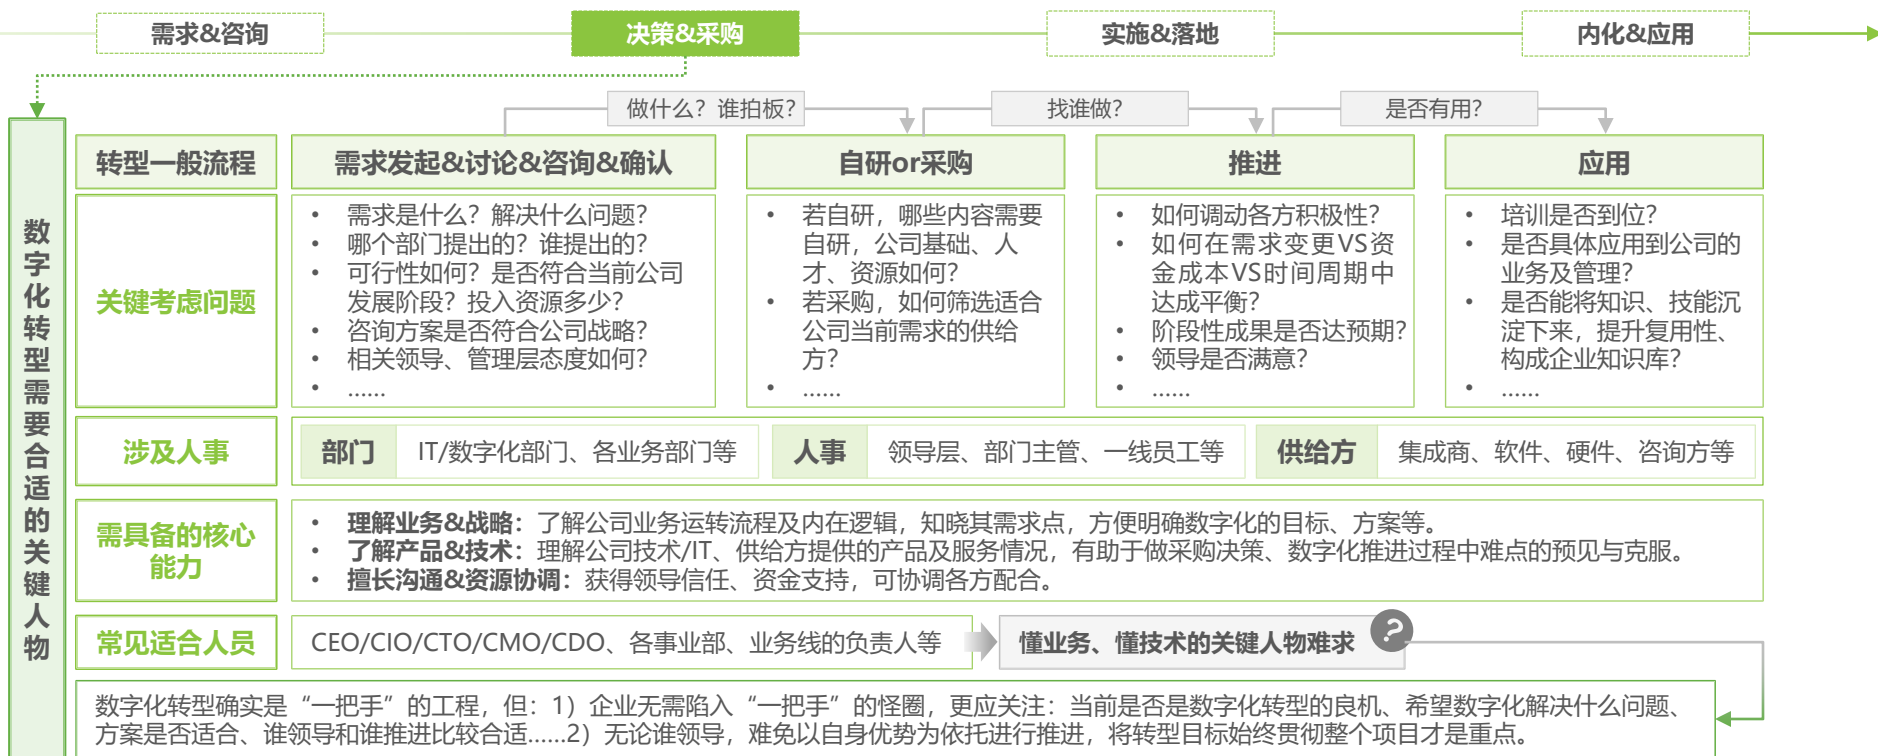 需求&咨询
决策&采购
实施&落地
内化&应用
做什么？谁拍板？
找谁做？
是否有用？
数字化转型需要合适的关键人物
转型一般流程
需求发起&讨论&咨询&确认
自研or采购
推进
应用
关键考虑问题
• 需求是什么？解决什么问题？
• 哪个部门提出的？谁提出的？
• 可行性如何？是否符合当前公司
发展阶段？投入资源多少？
• 咨询方案是否符合公司战略？
• 相关领导、管理层态度如何？
• ……
• 若自研，哪些内容需要
自研，公司基础、人
才、资源如何？
• 若采购，如何筛选适合
公司当前需求的供给
方？
• ……
• 如何调动各方积极性？
• 如何在需求变更VS资
金成本VS时间周期中
达成平衡？
• 阶段性成果是否达预期？
• 领导是否满意？
• ……
• 培训是否到位？
• 是否具体应用到公司的
业务及管理？
• 是否能将知识、技能沉
淀下来，提升复用性、
构成企业知识库？
• ……
涉及人事
部门
IT/数字化部门、各业务部门等
人事
领导层、部门主管、一线员工等
供给方
集成商、软件、硬件、咨询方等
需具备的核心
能力
• 理解业务&战略：了解公司业务运转流程及内在逻辑，知晓其需求点，方便明确数字化的目标、方案等。
• 了解产品&技术：理解公司技术/IT、供给方提供的产品及服务情况，有助于做采购决策、数字化推进过程中难点的预见与克服。
• 擅长沟通&资源协调：获得领导信任、资金支持，可协调各方配合。
常见适合人员
CEO/CIO/CTO/CMO/CDO、各事业部、业务线的负责人等
懂业务、懂技术的关键人物难求
?
数字化转型确实是“一把手”的工程，但：1）企业无需陷入“一把手”的怪圈，更应关注：当前是否是数字化转型的良机、希望数字化解决什么问题、
方案是否适合、谁领导和谁推进比较合适……2）无论谁领导，难免以自身优势为依托进行推进，将转型目标始终贯彻整个项目才是重点。